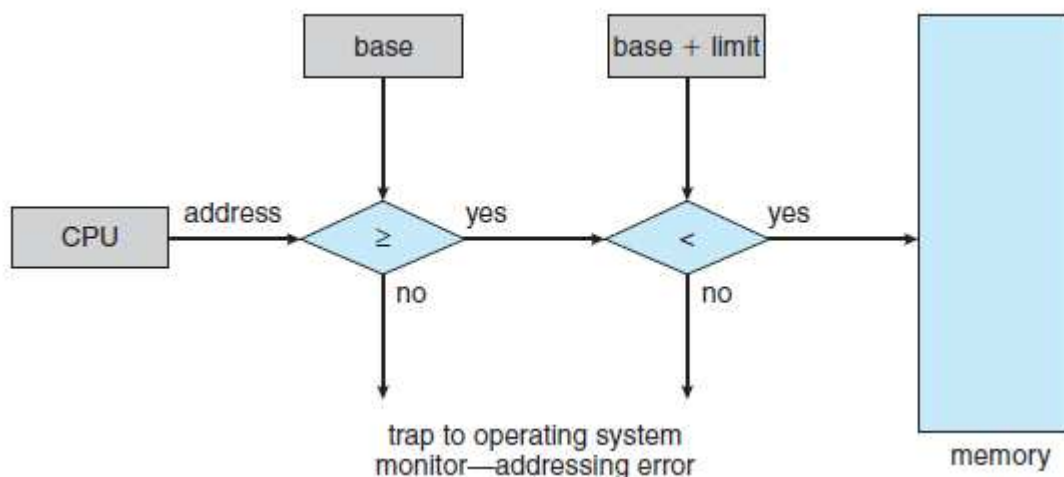 base
base + limit
address
yes
yes
CPU
≥
<
no
no
trap to operating system
monitor—addressing error
memory